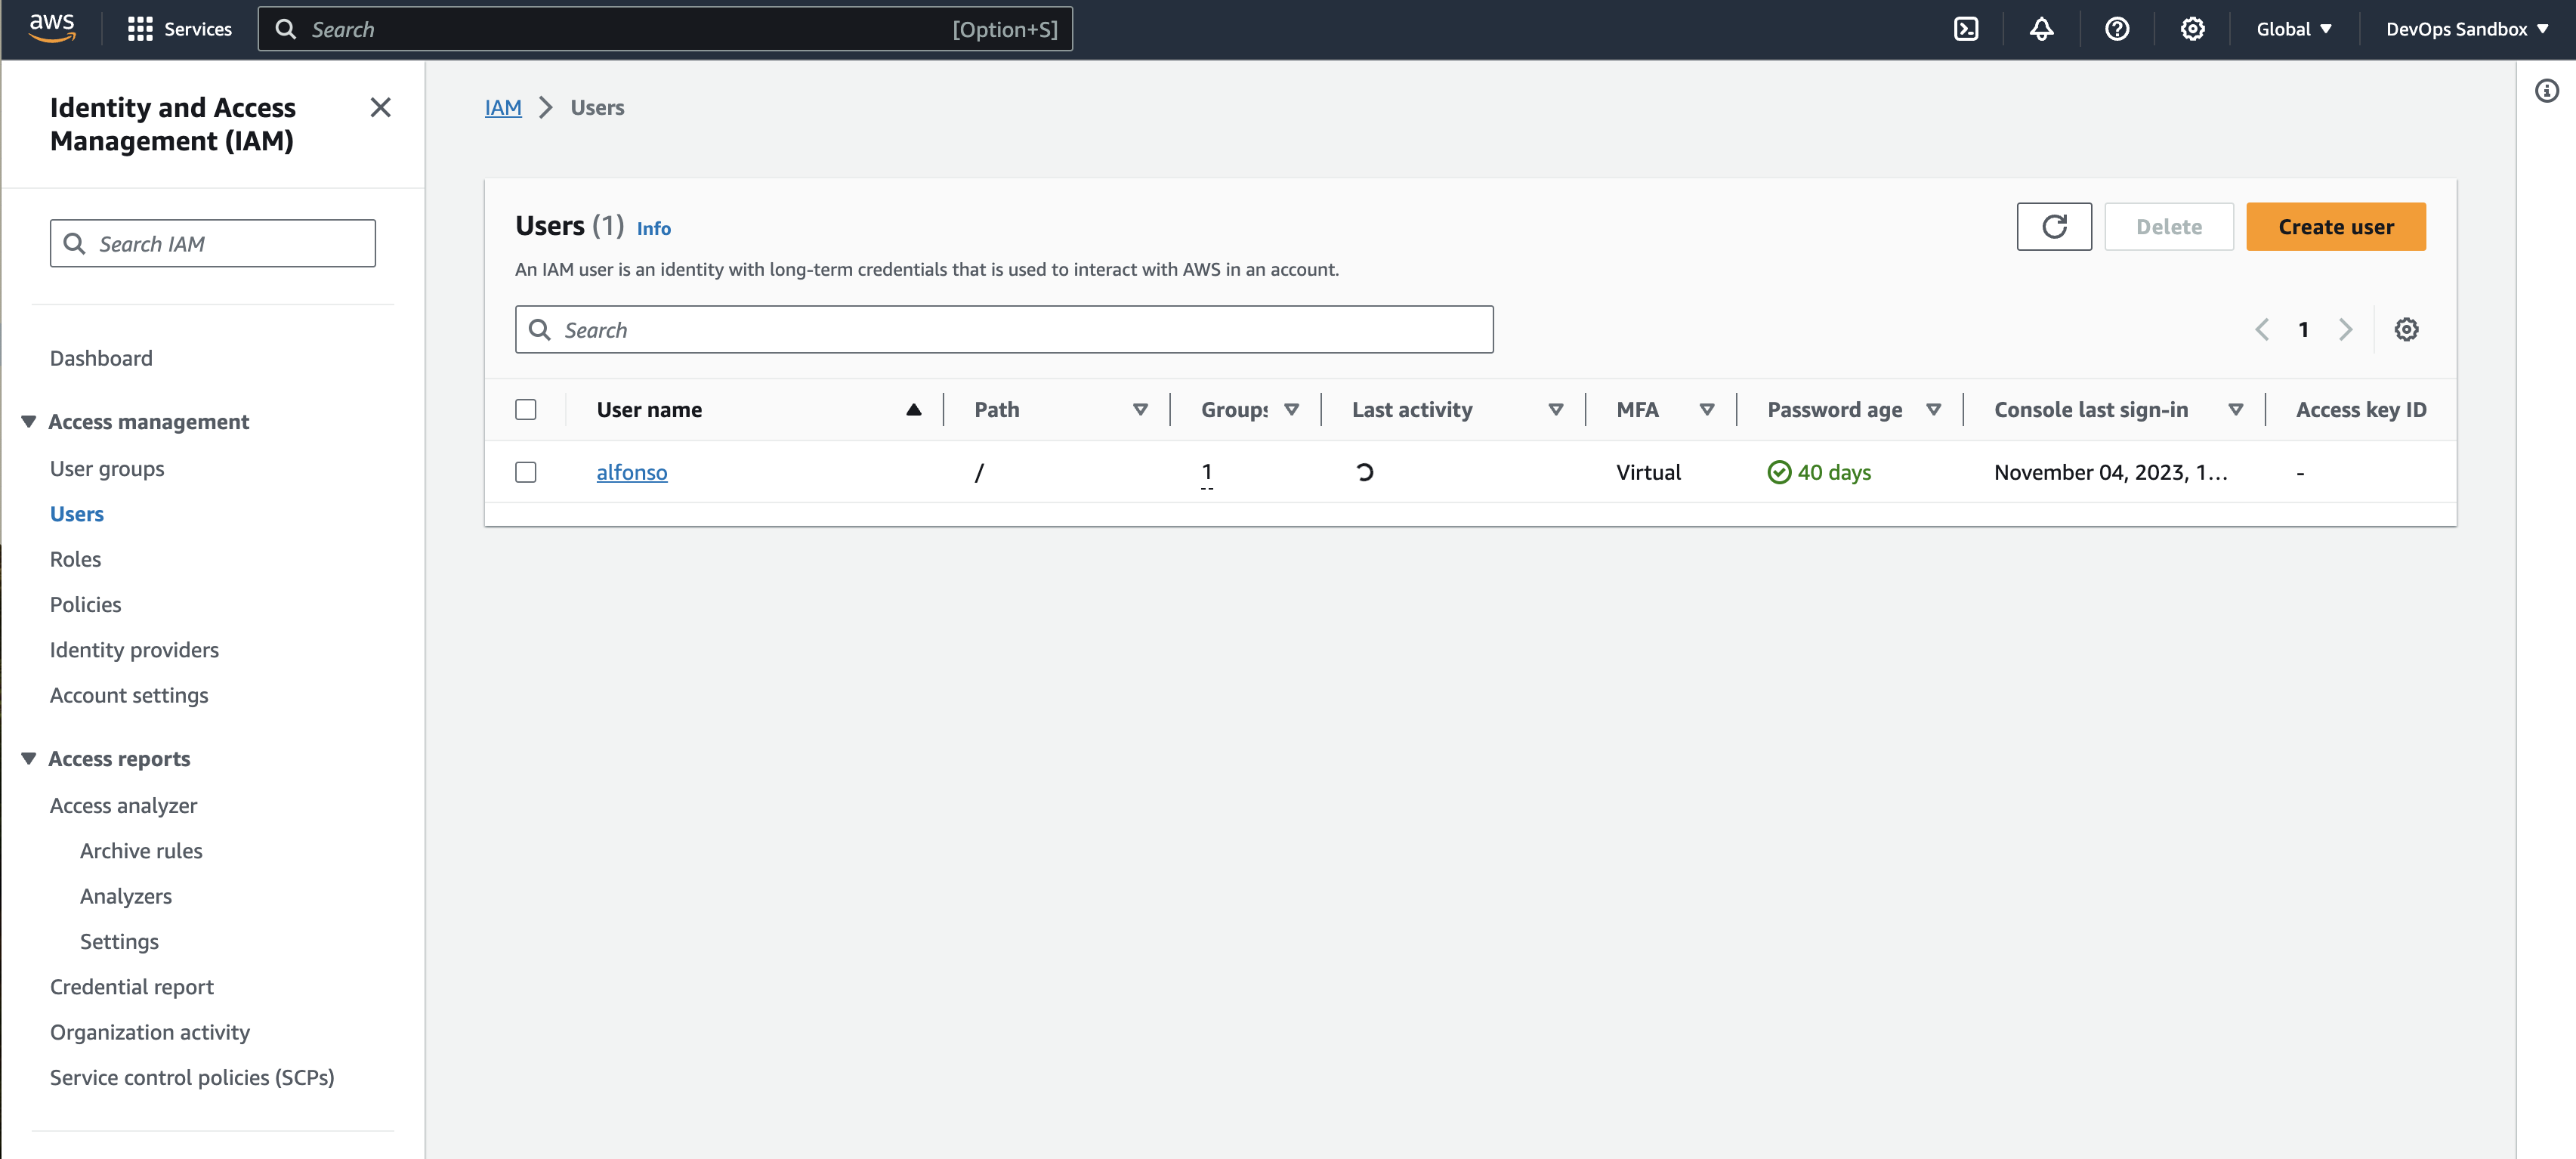 aws
Services
Search [Option+S]
Global
DevOps Sandbox
Identity and Access
Management (IAM)
Search IAM
Dashboard
Access management
User groups
Users
Roles
Policies
Identity providers
Account settings
Access reports
Access analyzer
Archive rules
Analyzers
Settings
Credential report
Organization activity
Service control policies (SCPs)
IAM > Users
Users (1) Info
Delete
Create user
An IAM user is an identity with long-term credentials that is used to interact with AWS in an account.
Search
1
User name Path Groups Last activity MFA Password age Console last sign-in Access key ID
alfonso / 1 Virtual 40 days November 04, 2023, 1... -